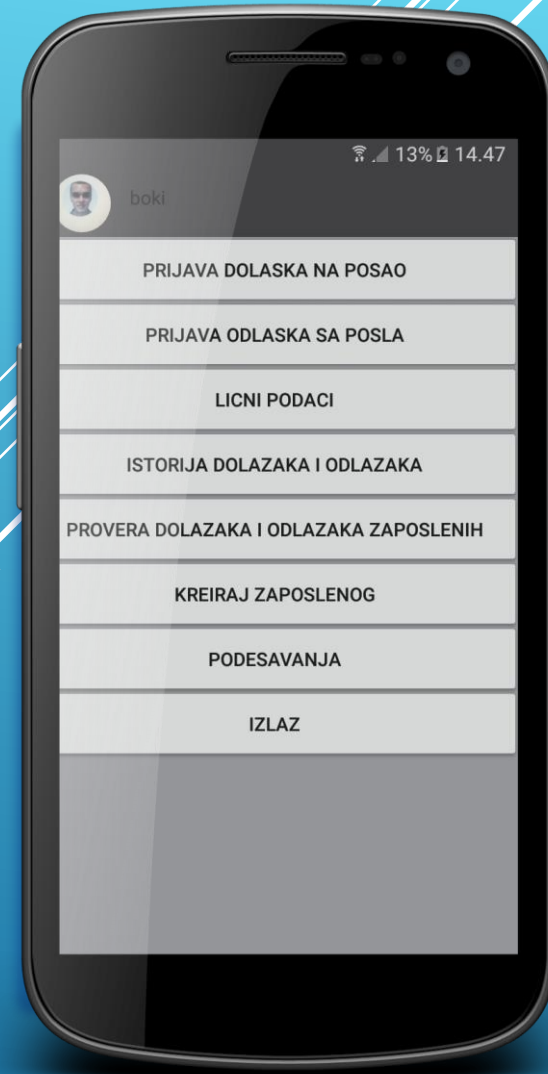 13% 14.47
boki
PRIJAVA DOLASKA NA POSAO
PRIJAVA ODLASKA SA POSLA
LICNI PODACI
ISTORIJA DOLAZAKA I ODLAZAKA
PROVERA DOLAZAKA I ODLAZAKA ZAPOSLENIH
KREIRAJ ZAPOSLENOG
PODESAVANJA
IZLAZ